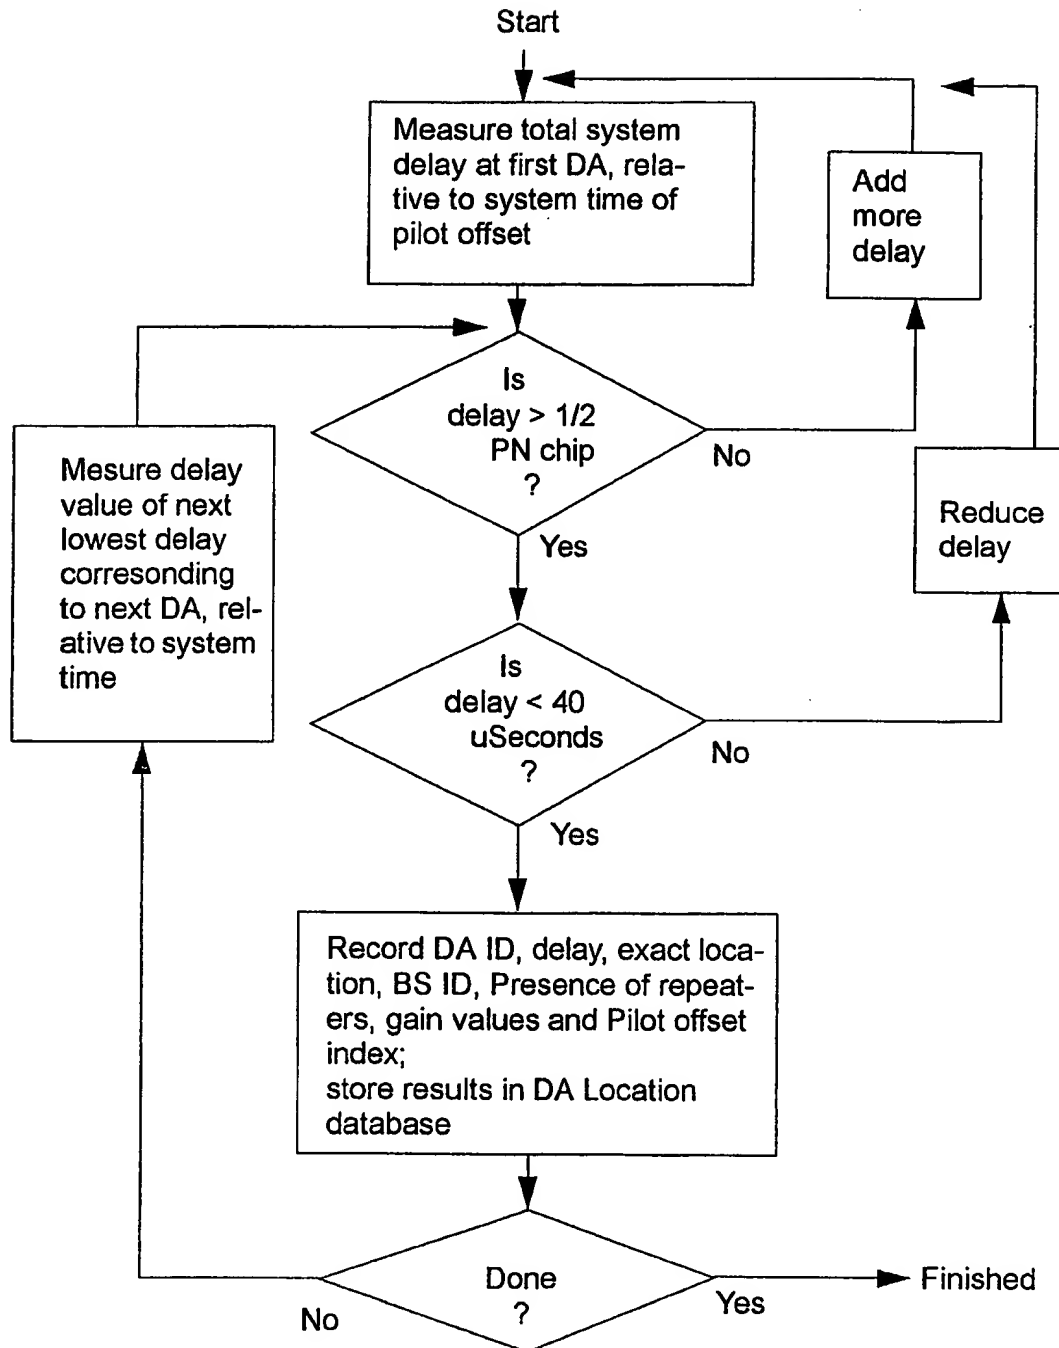 Start
Measure total system
delay at first DA, rela-
tive to system time of
pilot offset
Add
more
delay
Is
delay > 1/2
PN chip
?
No
Yes
Mesure delay
value of next
lowest delay
corresonding
to next DA, rel-
ative to system
time
Reduce
delay
Is
delay < 40
uSeconds
?
No
Yes
Record DA ID, delay, exact loca-
tion, BS ID, Presence of repeat-
ers, gain values and Pilot offset
index;
store results in DA Location
database
Done
?
No
Yes
Finished